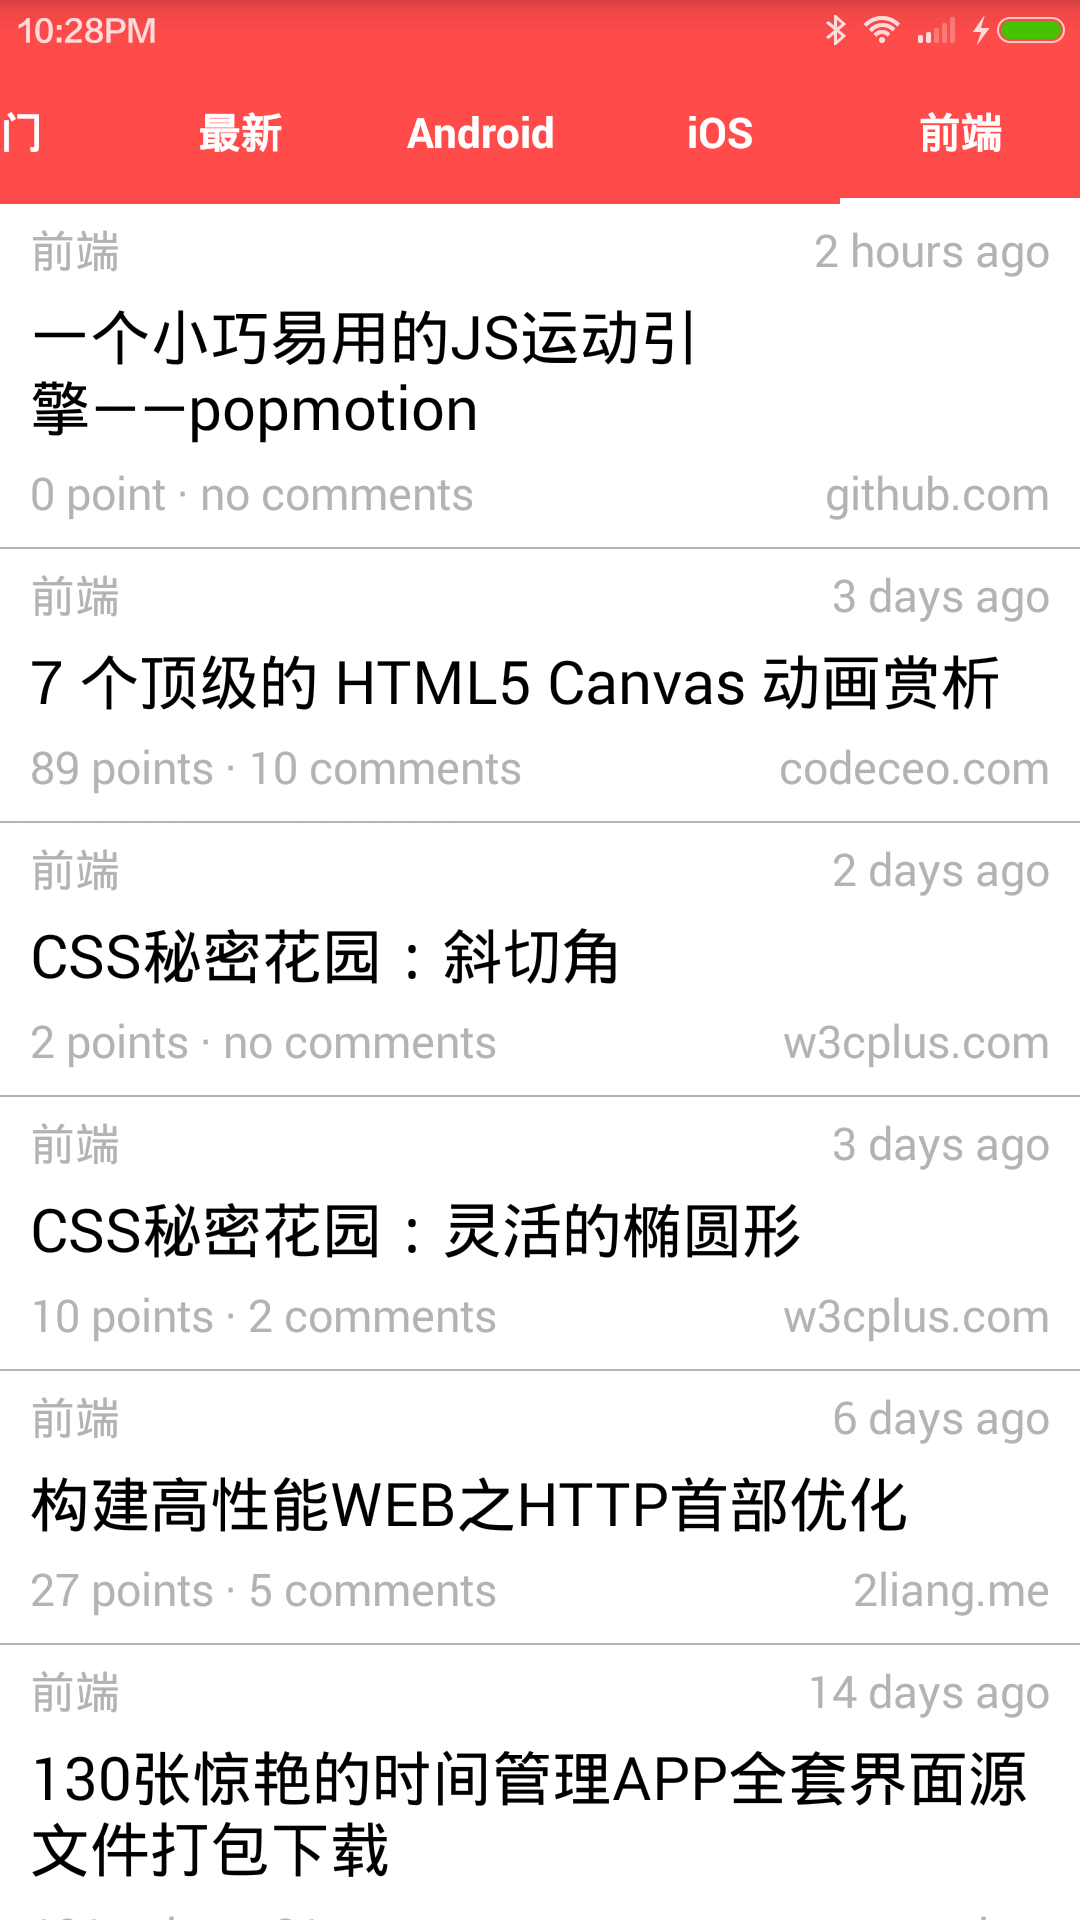 10:28PM
门 最新 Android iOS 前端
前端 2 hours ago
一个小巧易用的JS运动引
擎——popmotion
0 point · no comments github.com
前端 3 days ago
7 个顶级的 HTML5 Canvas 动画赏析
89 points · 10 comments codeceo.com
前端 2 days ago
CSS秘密花园：斜切角
2 points · no comments w3cplus.com
前端 3 days ago
CSS秘密花园：灵活的椭圆形
10 points · 2 comments w3cplus.com
前端 6 days ago
构建高性能WEB之HTTP首部优化
27 points · 5 comments 2liang.me
前端 14 days ago
130张惊艳的时间管理APP全套界面源
文件打包下载